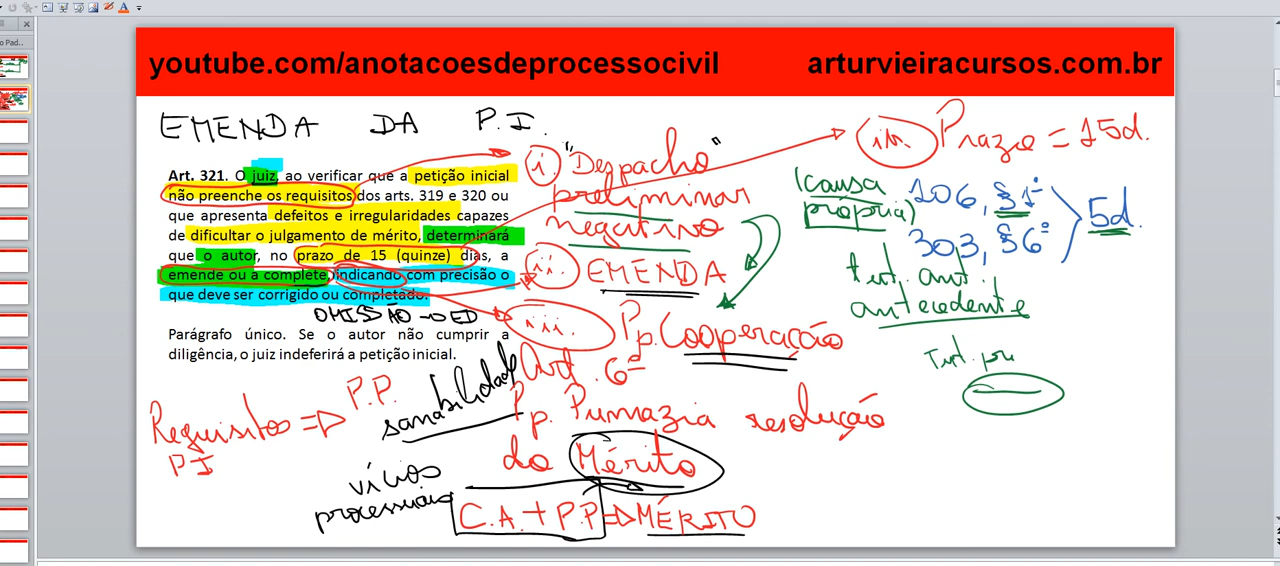 Pad...
youtube.com/anotacoesdeprocessocivil
arturvieiracursos.com.br
EMENDA DA P.I.
Art. 321. O juiz, ao verificar que a petição inicial
não preenche os requisitos dos arts. 319 e 320 ou
que apresenta defeitos e irregularidades capazes
de dificultar o julgamento de mérito, determinará
que o autor, no prazo de 15 (quinze) dias, a
emende ou a complete, indicando com precisão o
que deve ser corrigido ou completado.
OMISSÃO → ED
Parágrafo único. Se o autor não cumprir a
diligência, o juiz indeferirá a petição inicial.
i. "Despacho"
preliminar
negativo
ii. EMENDA
iii. Pp. Cooperação
Art. 6º
Pp. Primazia resolução
do Mérito
C.A. + P.P ⇒ MÉRITO
Requisitos ⇒ P.P.
PI
sanabilidade
vícios
processuais
Prazo = 15d.
(causa
própria)
106, §1º
303, §6º
5d.
tut. ant.
antecedente
Tut.